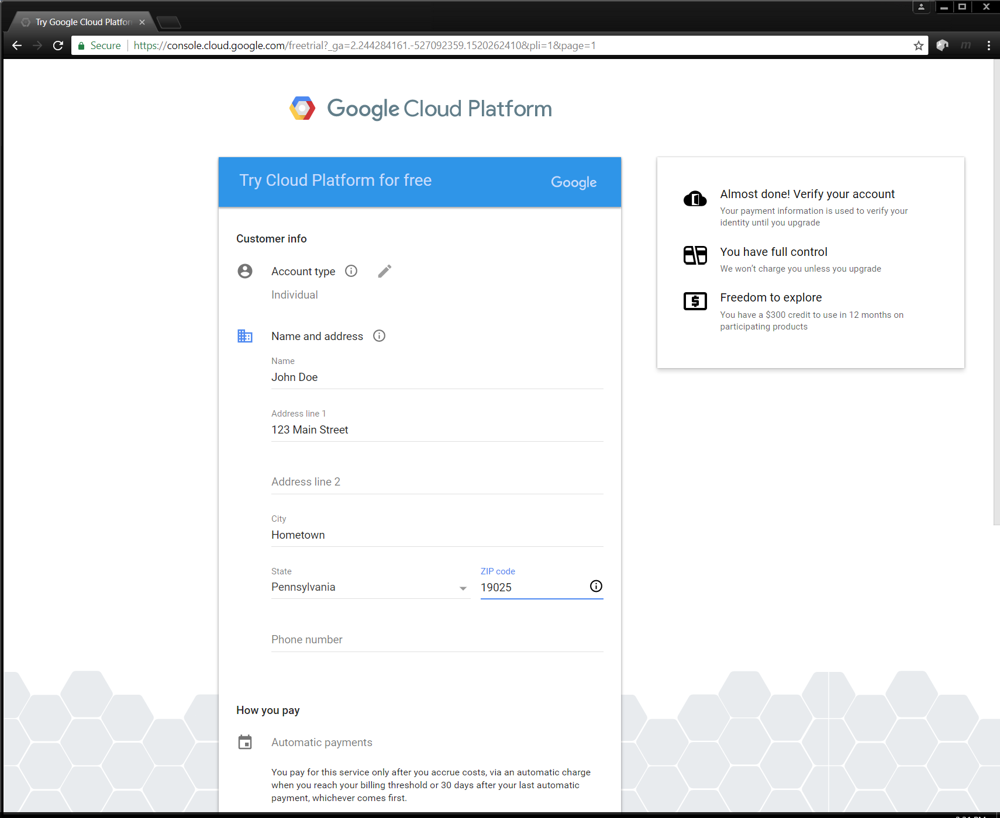 Try Google Cloud Platfor
Secure
https://console.cloud.google.com/freetrial?_ga=2.244284161.-527092359.1520262410&pli=1&page=1
m
Google Cloud Platform
Try Cloud Platform for free
Google
Customer info
Account type
Individual
Name and address
Name
John Doe
Address line 1
123 Main Street
Address line 2
City
Hometown
State
Pennsylvania
ZIP code
19025
Phone number
How you pay
Automatic payments
You pay for this service only after you accrue costs, via an automatic charge
when you reach your billing threshold or 30 days after your last automatic
payment, whichever comes first.
Almost done! Verify your account
Your payment information is used to verify your
identity until you upgrade
You have full control
We won’t charge you unless you upgrade
Freedom to explore
You have a $300 credit to use in 12 months on
participating products